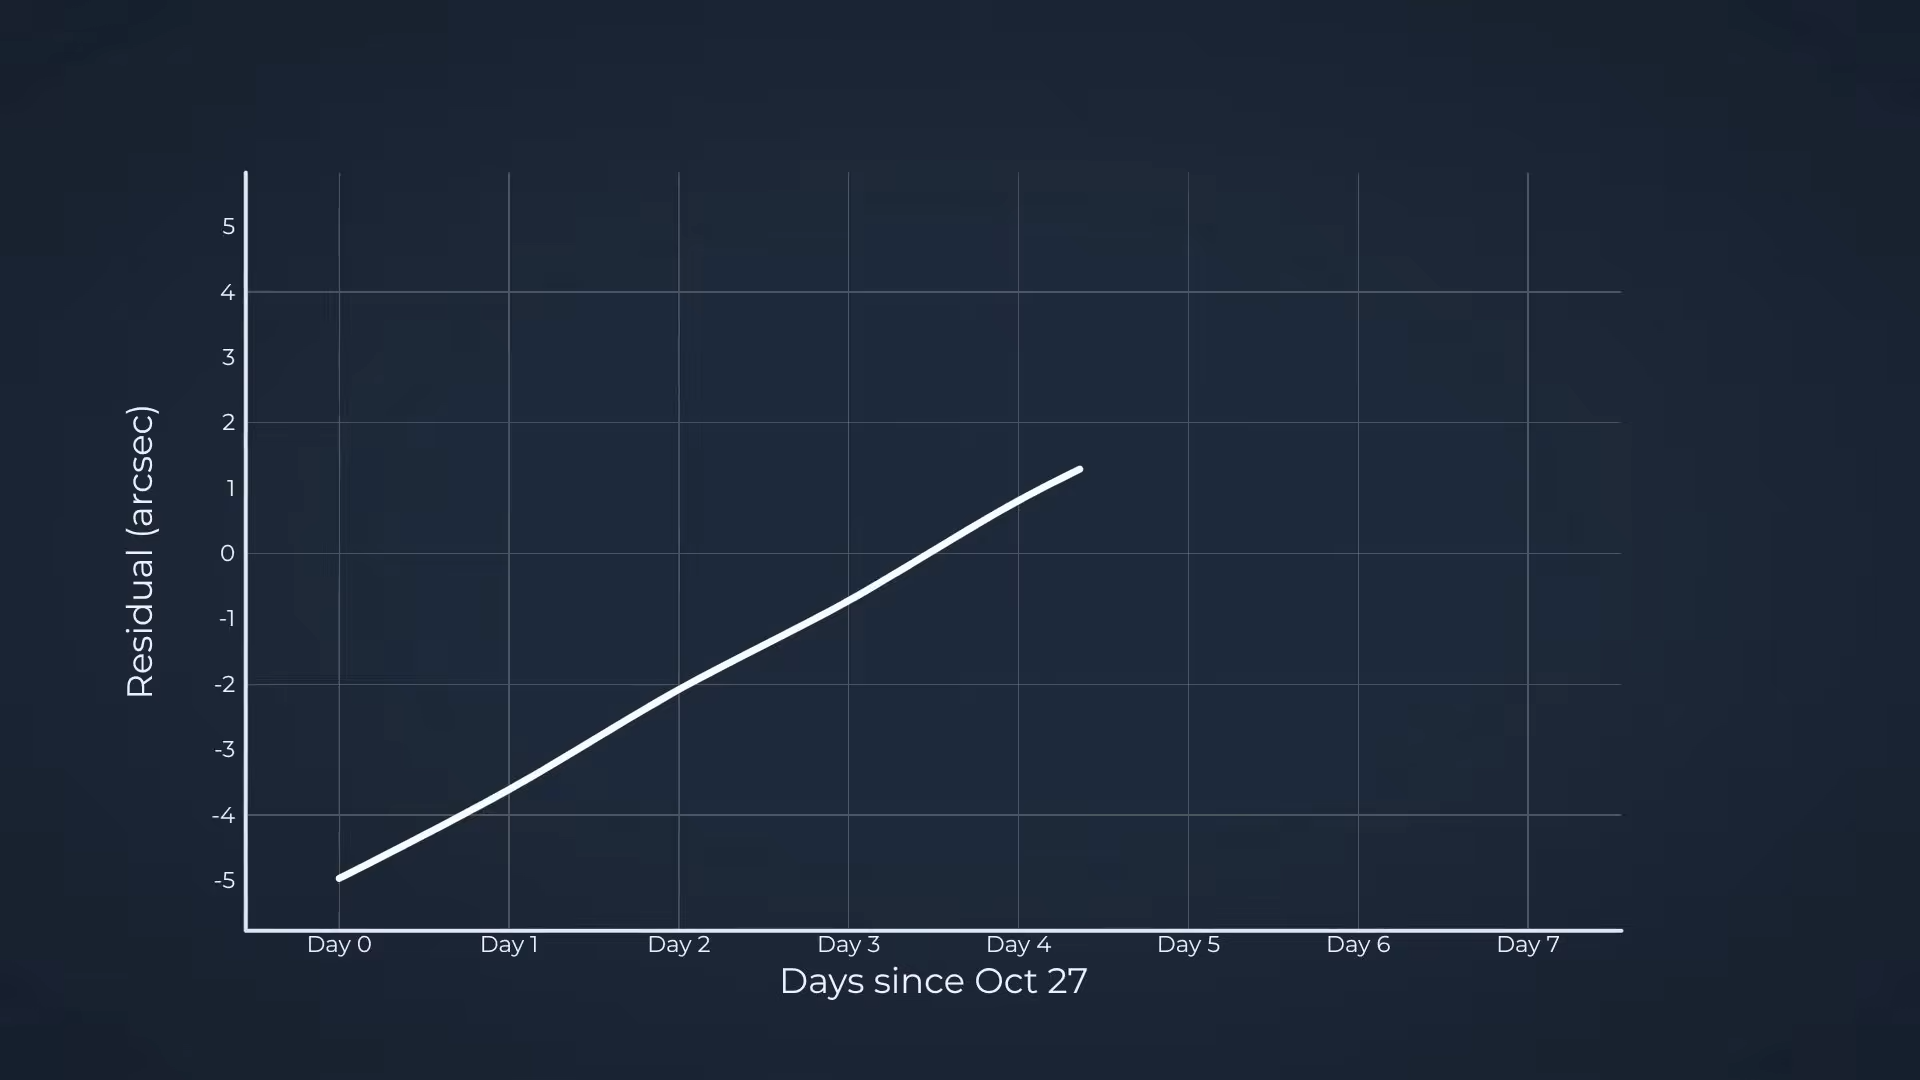 5
4
3
2
1
0
-1
-2
-3
-4
-5
Residual (arcsec)
Day 0
Day 1
Day 2
Day 3
Day 4
Day 5
Day 6
Day 7
Days since Oct 27